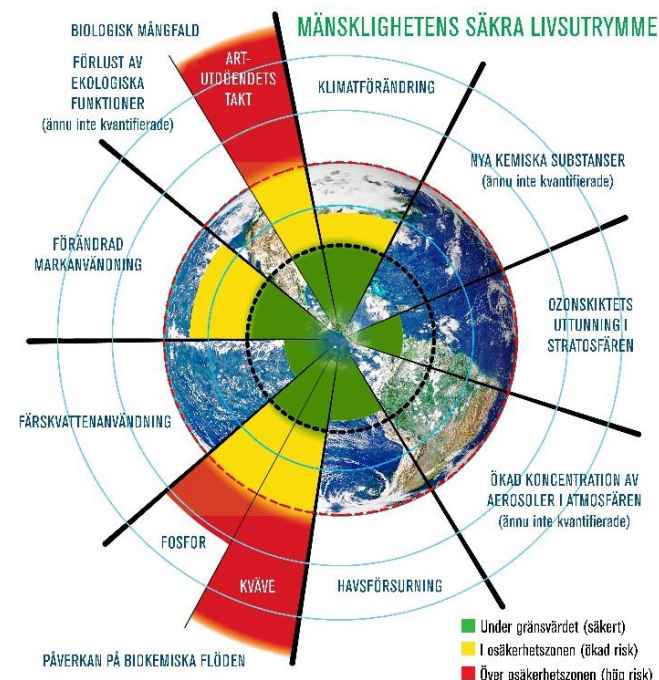 MÄNSKLIGHETENS SÄKRA LIVSUTRYMME
BIOLOGISK MÅNGFALD
FÖRLUST AV
EKOLOGISKA
FUNKTIONER
(ännu inte kvantifierade)
ART-
UTDÖENDETS
TAKT
KLIMATFÖRÄNDRING
NYA KEMISKA SUBSTANSER
(ännu inte kvantifierade)
FÖRÄNDRAD
MARKANVÄNDNING
OZONSKIKTETS
UTTUNNING I
STRATOSFÄREN
FÄRSKVATTENANVÄNDNING
ÖKAD KONCENTRATION AV
AEROSOLER I ATMOSFÄREN
(ännu inte kvantifierade)
FOSFOR
KVÄVE
HAVSFÖRSURNING
PÅVERKAN PÅ BIOKEMISKA FLÖDEN
Under gränsvärdet (säkert)
I osäkerhetszonen (ökad risk)
Över osäkerhetszonen (hög risk)